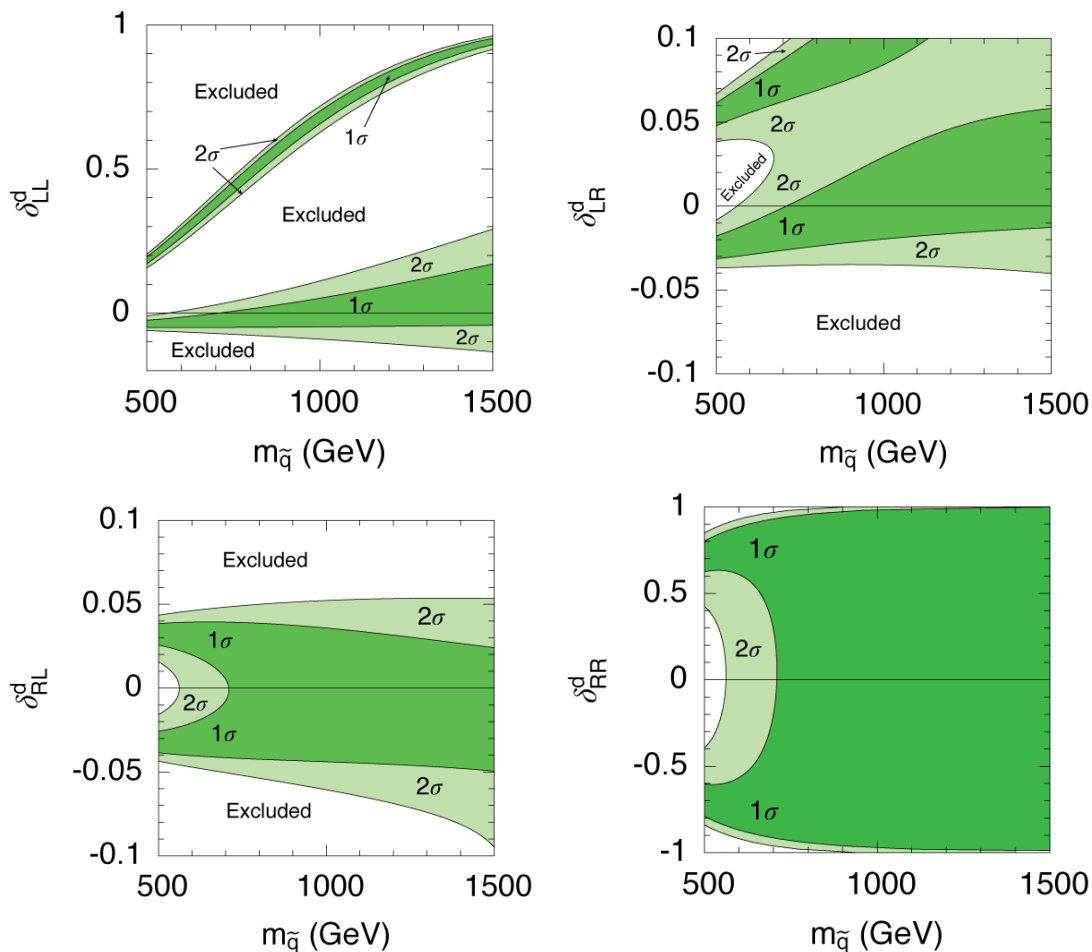 1
Excluded
2σ
1σ
0.5
δ^d_LL
Excluded
2σ
1σ
0
Excluded
2σ
500
1000
1500
m_q̃ (GeV)
0.1
2σ
1σ
0.05
2σ
Excluded
2σ
δ^d_LR
0
1σ
2σ
-0.05
Excluded
-0.1
500
1000
1500
m_q̃ (GeV)
0.1
Excluded
0.05
2σ
1σ
δ^d_RL
0
2σ
1σ
-0.05
2σ
Excluded
-0.1
500
1000
1500
m_q̃ (GeV)
1
1σ
0.5
2σ
δ^d_RR
0
-0.5
1σ
-1
500
1000
1500
m_q̃ (GeV)